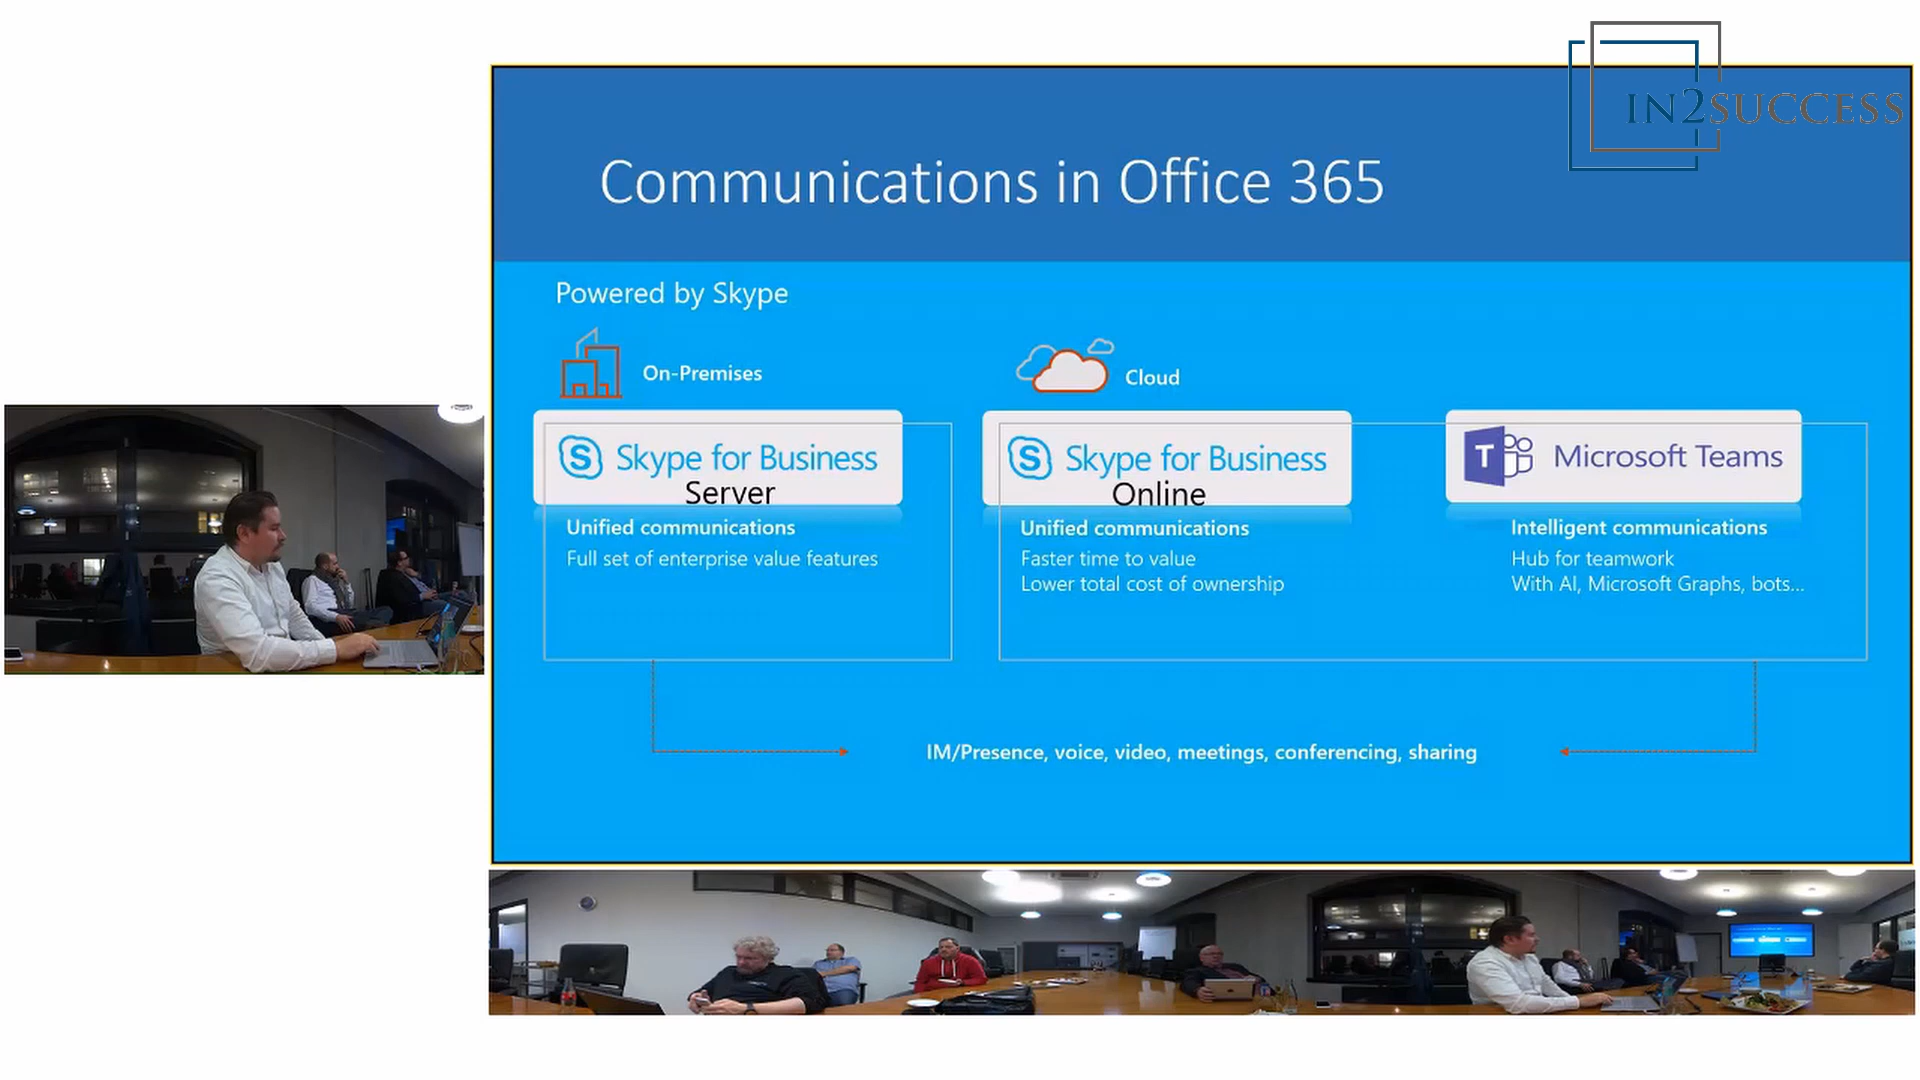 IN2SUCCESS
Communications in Office 365
Powered by Skype
On-Premises
Cloud
S Skype for Business
Server
S Skype for Business
Online
T Microsoft Teams
Unified communications
Full set of enterprise value features
Unified communications
Faster time to value
Lower total cost of ownership
Intelligent communications
Hub for teamwork
With AI, Microsoft Graphs, bots...
IM/Presence, voice, video, meetings, conferencing, sharing